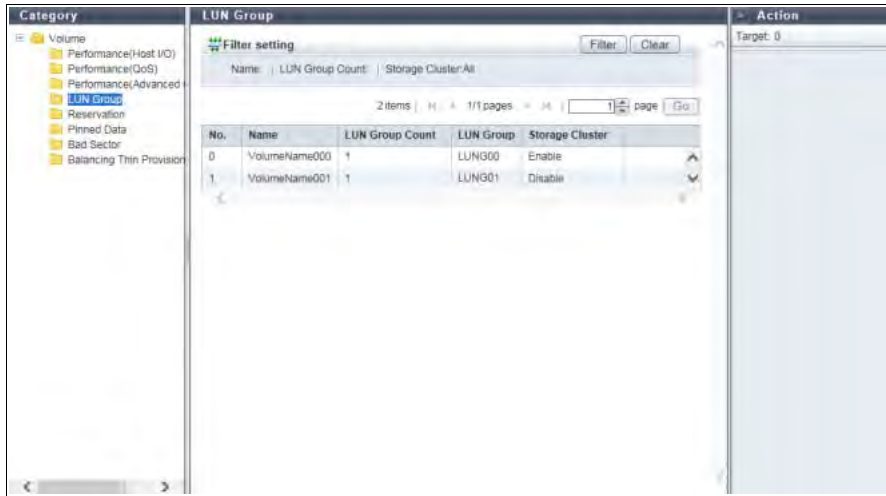 Category
Volume
Performance(Host I/O)
Performance(QoS)
Performance(Advanced
LUN Group
Reservation
Pinned Data
Bad Sector
Balancing Thin Provision
LUN Group
Filter setting
Filter
Clear
Name: | LUN Group Count: | Storage Cluster:All
2 items | 1/1 pages | 1 page Go
No. Name LUN Group Count LUN Group Storage Cluster
0 VolumeName000 1 LUNG00 Enable
1 VolumeName001 1 LUNG01 Disable
Action
Target: 0